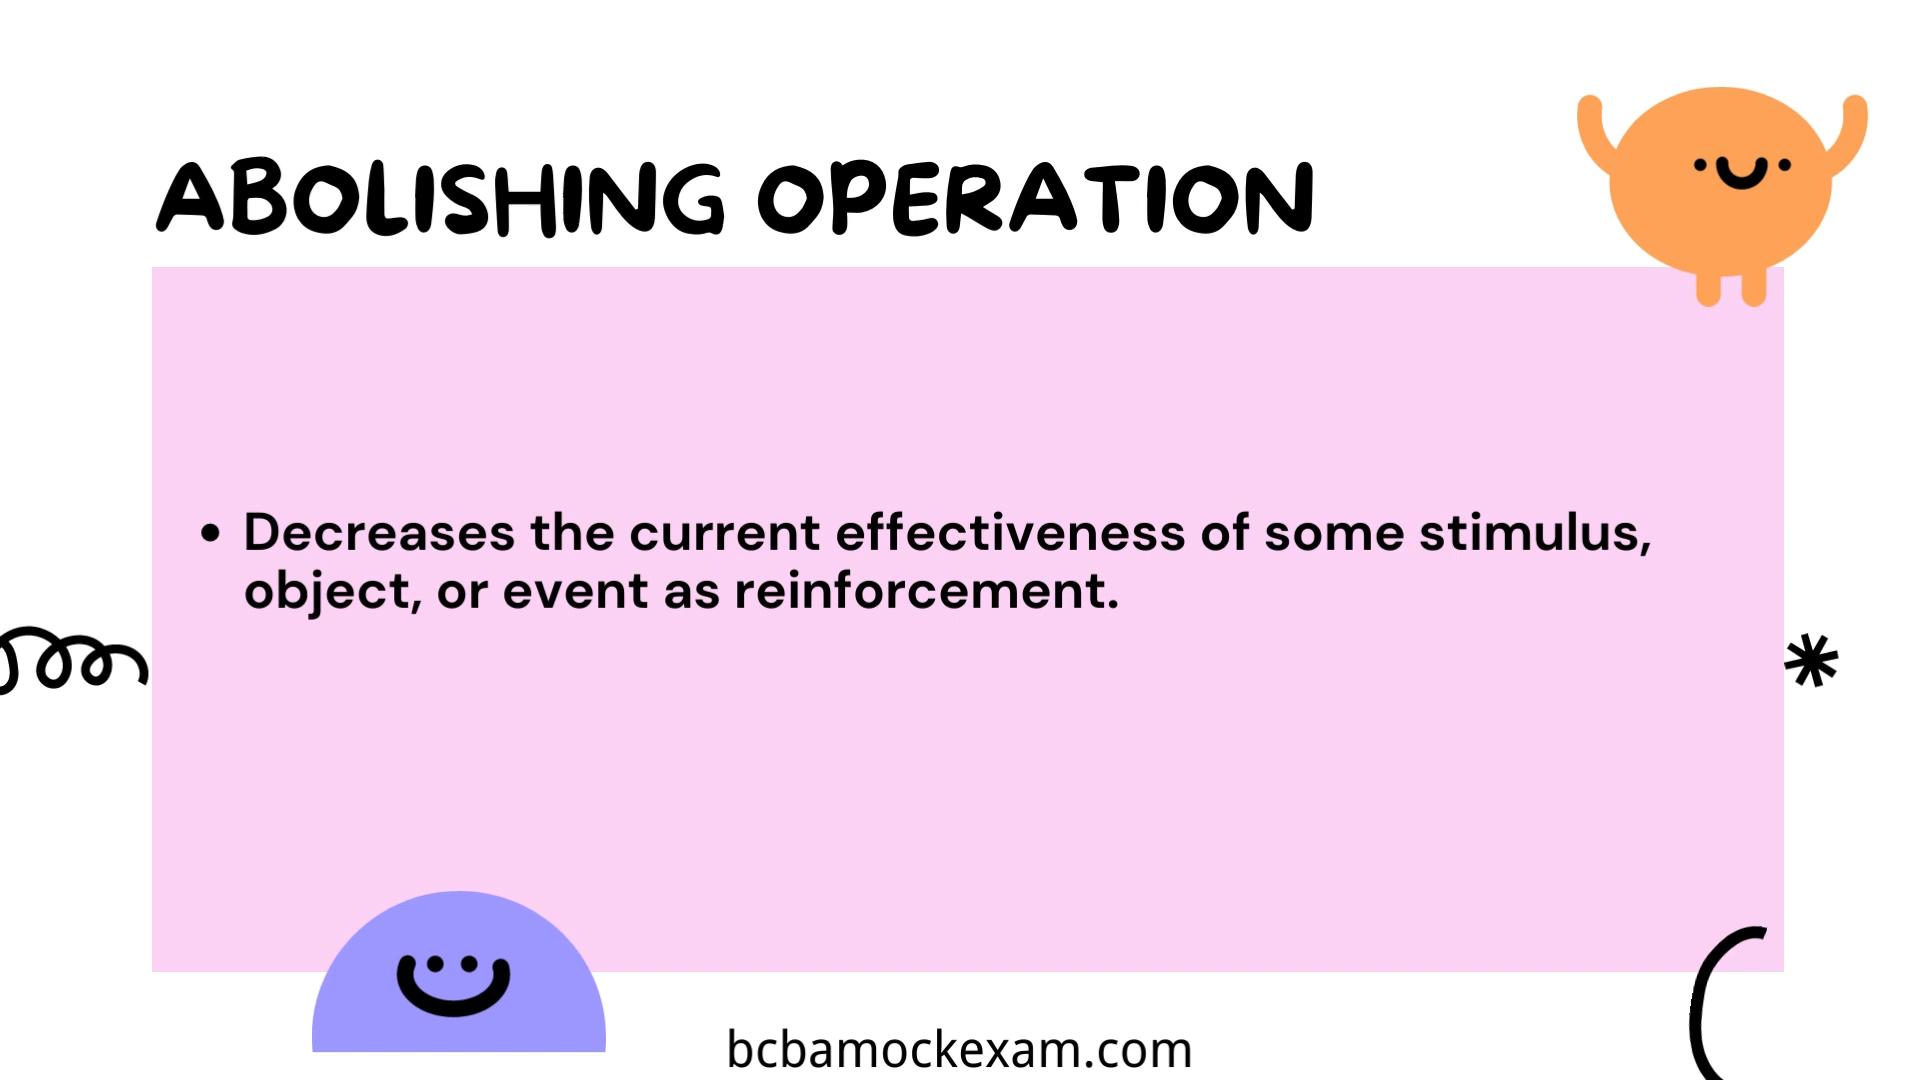 ABOLISHING OPERATION
• Decreases the current effectiveness of some stimulus,
object, or event as reinforcement.
bcbamockexam.com